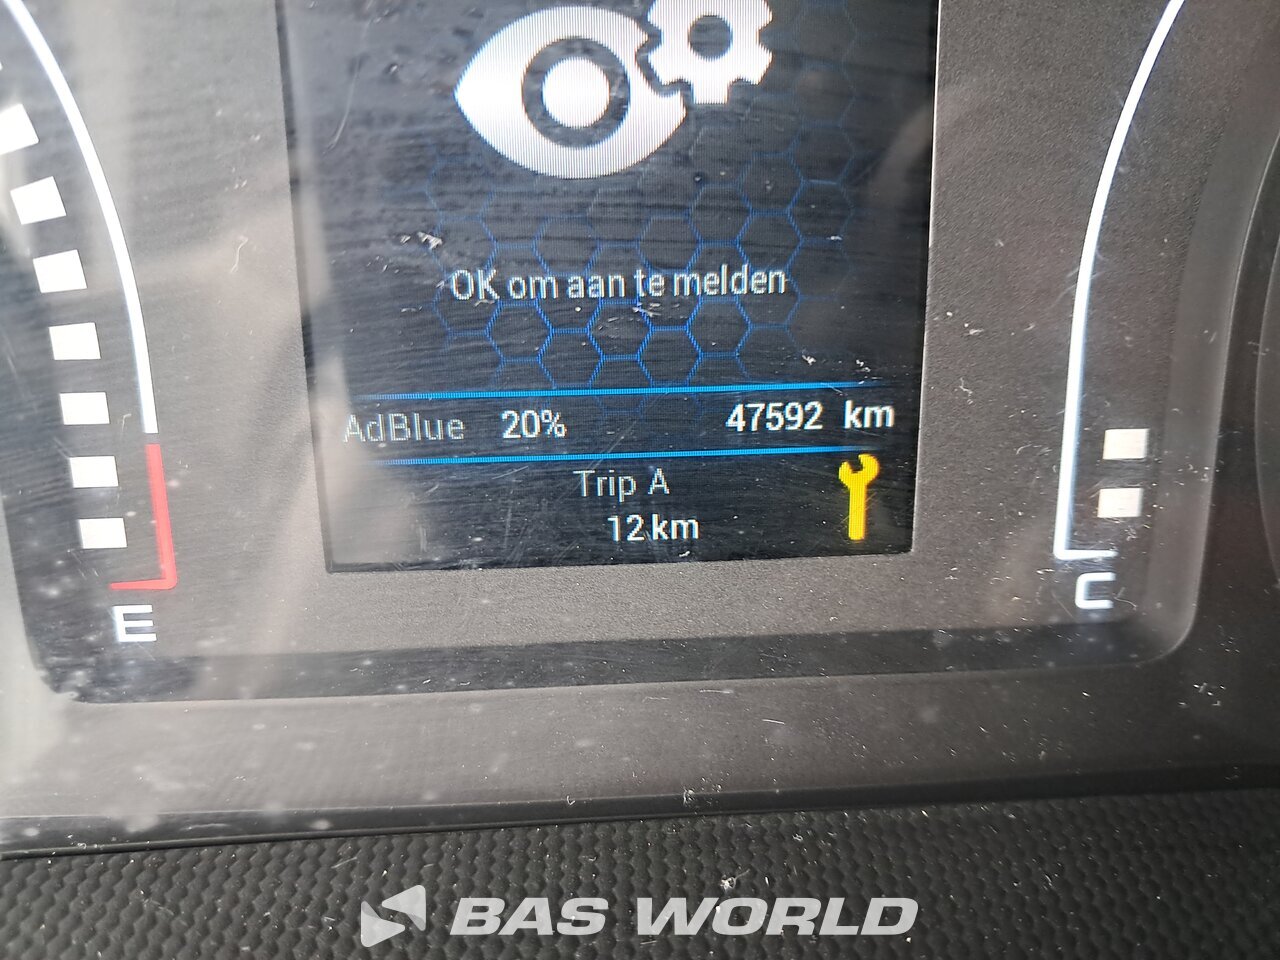 OK om aan te melden
AdBlue 20% 47592 km
Trip A
12 km
E
C
BAS WORLD